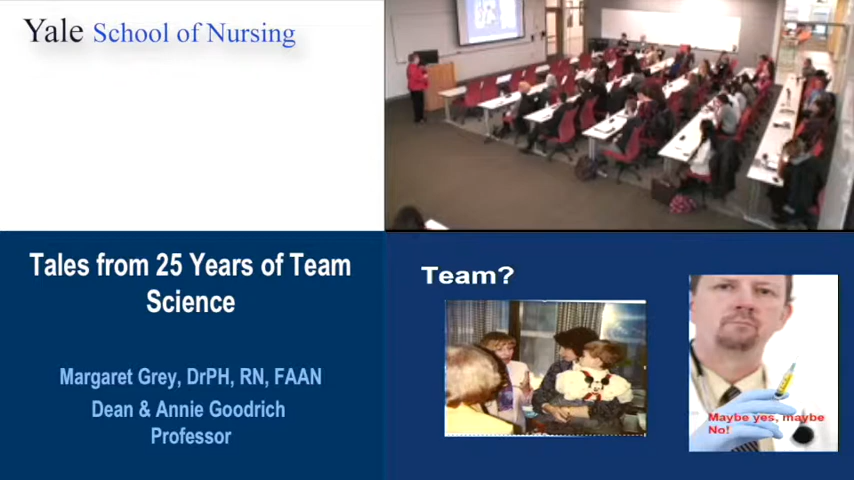 Yale School of Nursing
Tales from 25 Years of Team
Science
Margaret Grey, DrPH, RN, FAAN
Dean & Annie Goodrich
Professor
Team?
Maybe yes, maybe
No!